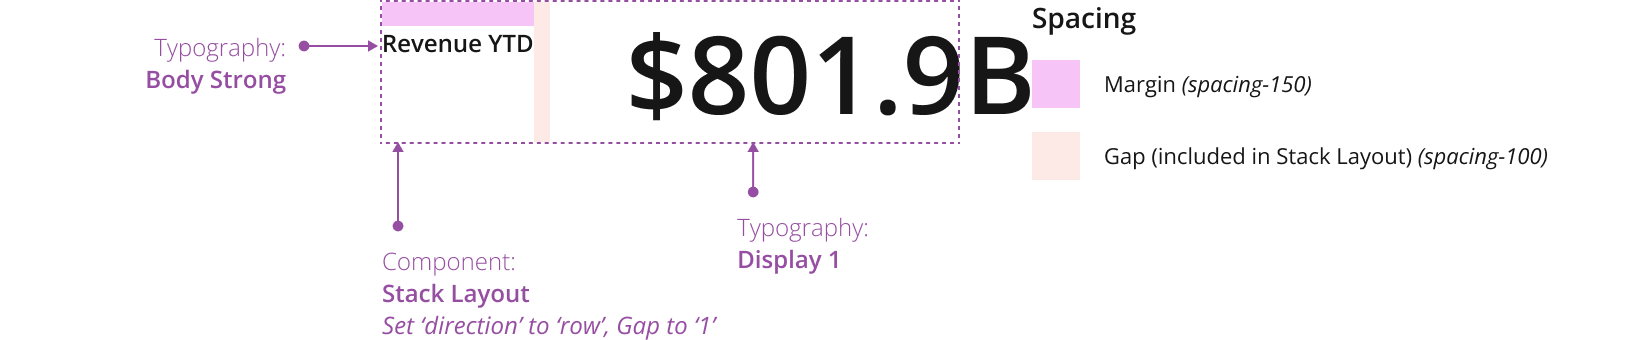 Typography:
Body Strong
Revenue YTD
$801.9B
Component:
Stack Layout
Set ‘direction’ to ‘row’, Gap to ‘1’
Typography:
Display 1
Spacing
Margin (spacing-150)
Gap (included in Stack Layout) (spacing-100)